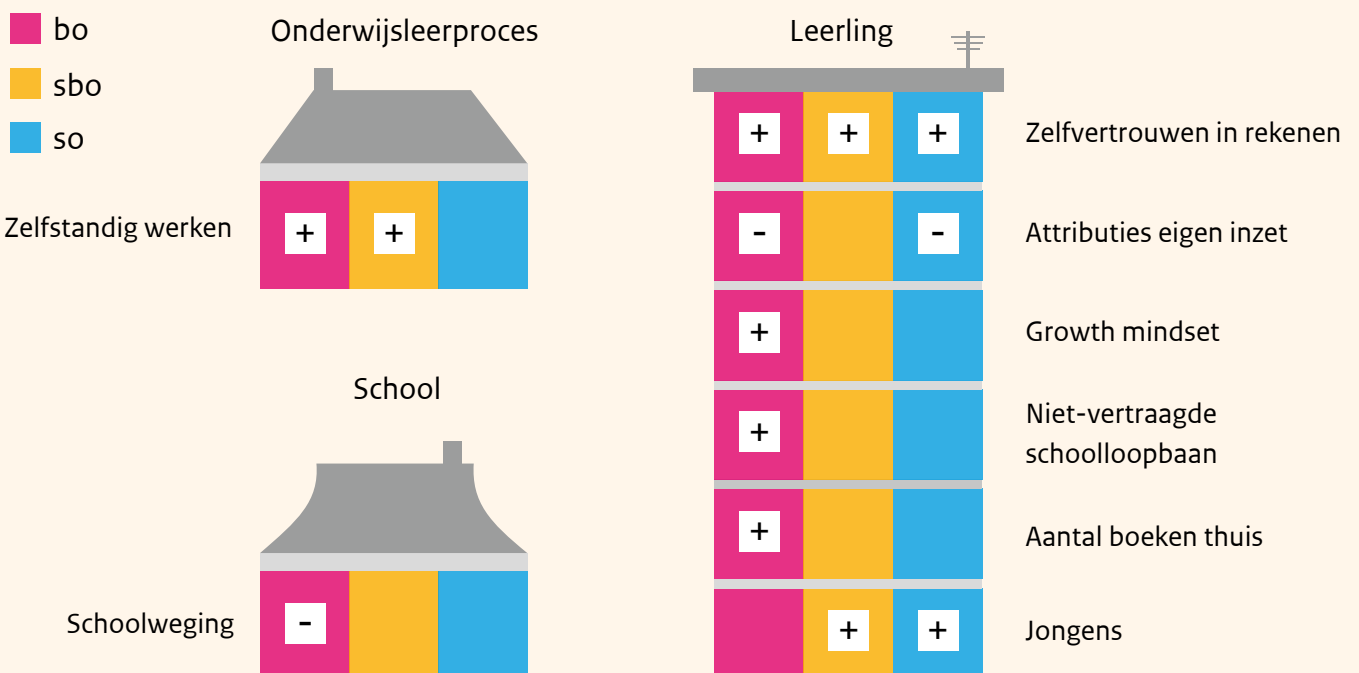 bo
sbo
so
Onderwijsleerproces
Zelfstandig werken
+ +
School
Schoolweging
-
Leerling
+ + + Zelfvertrouwen in rekenen
- - Attributies eigen inzet
+ Growth mindset
+ Niet-vertraagde
schoolloopbaan
+ Aantal boeken thuis
+ + Jongens